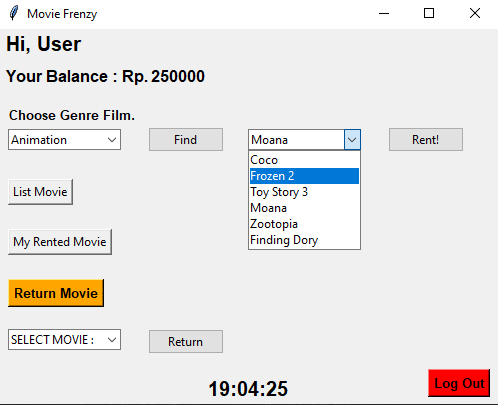 Movie Frenzy
Hi, User
Your Balance : Rp. 250000
Choose Genre Film.
Animation Find Moana Rent!
Coco
Frozen 2
Toy Story 3
Moana
Zootopia
Finding Dory
List Movie
My Rented Movie
Return Movie
SELECT MOVIE : Return
19:04:25
Log Out